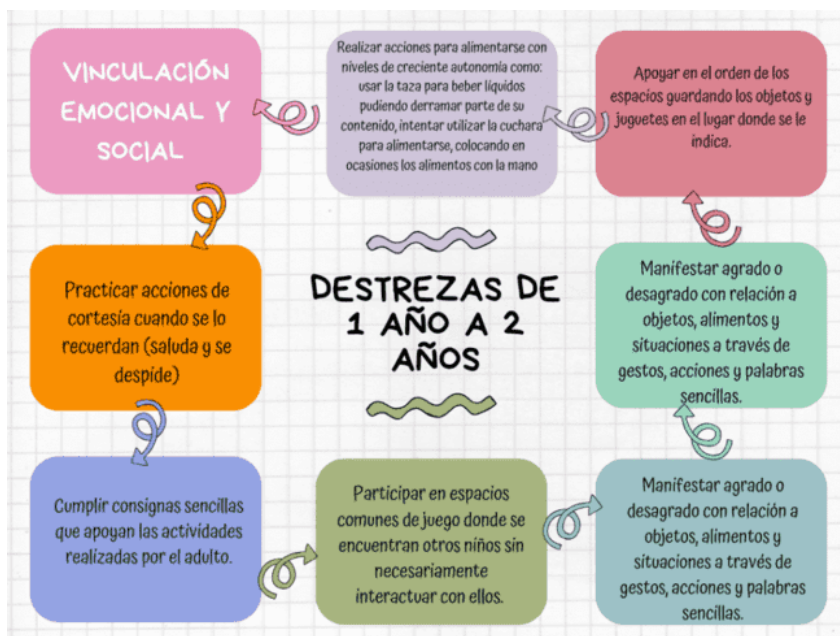 VINCULACIÓN
EMOCIONAL Y
SOCIAL
Realizar acciones para alimentarse con
niveles de creciente autonomía como:
usar la taza para beber líquidos
pudiendo derramar parte de su
contenido, intentar utilizar la cuchara
para alimentarse, colocando en
ocasiones los alimentos con la mano
Apoyar en el orden de los
espacios guardando los objetos y
juguetes en el lugar donde se le
indica.
Practicar acciones de
cortesía cuando se lo
recuerdan (saluda y se
despide)
DESTREZAS DE
1 AÑO A 2
AÑOS
Manifestar agrado o
desagrado con relación a
objetos, alimentos y
situaciones a través de
gestos, acciones y palabras
sencillas.
Cumplir consignas sencillas
que apoyan las actividades
realizadas por el adulto.
Participar en espacios
comunes de juego donde se
encuentran otros niños sin
necesariamente
interactuar con ellos.
Manifestar agrado o
desagrado con relación a
objetos, alimentos y
situaciones a través de
gestos, acciones y palabras
sencillas.